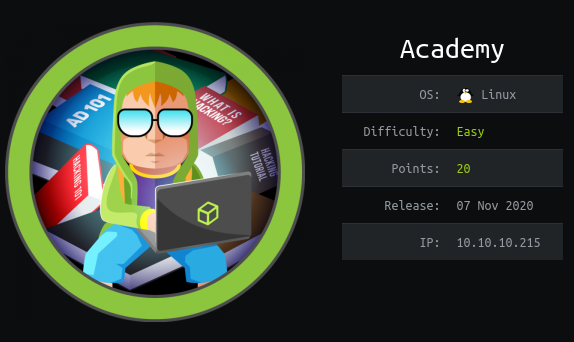 Academy
OS: Linux
Difficulty: Easy
Points: 20
Release: 07 Nov 2020
IP: 10.10.10.215
AD 101
WHAT IS
HACKING?
HACKING 101
HACKING
TUTORIAL